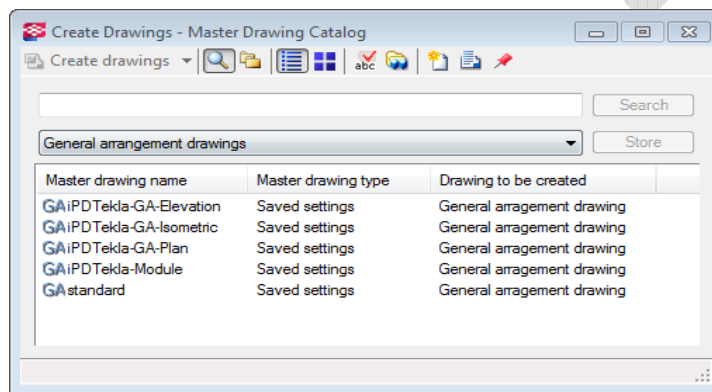 Create Drawings - Master Drawing Catalog
Create drawings
abc
Search
General arrangement drawings
Store
Master drawing name Master drawing type Drawing to be created
GA iPDTekla-GA-Elevation Saved settings General arragement drawing
GA iPDTekla-GA-Isometric Saved settings General arragement drawing
GA iPDTekla-GA-Plan Saved settings General arragement drawing
GA iPDTekla-Module Saved settings General arragement drawing
GA standard Saved settings General arragement drawing